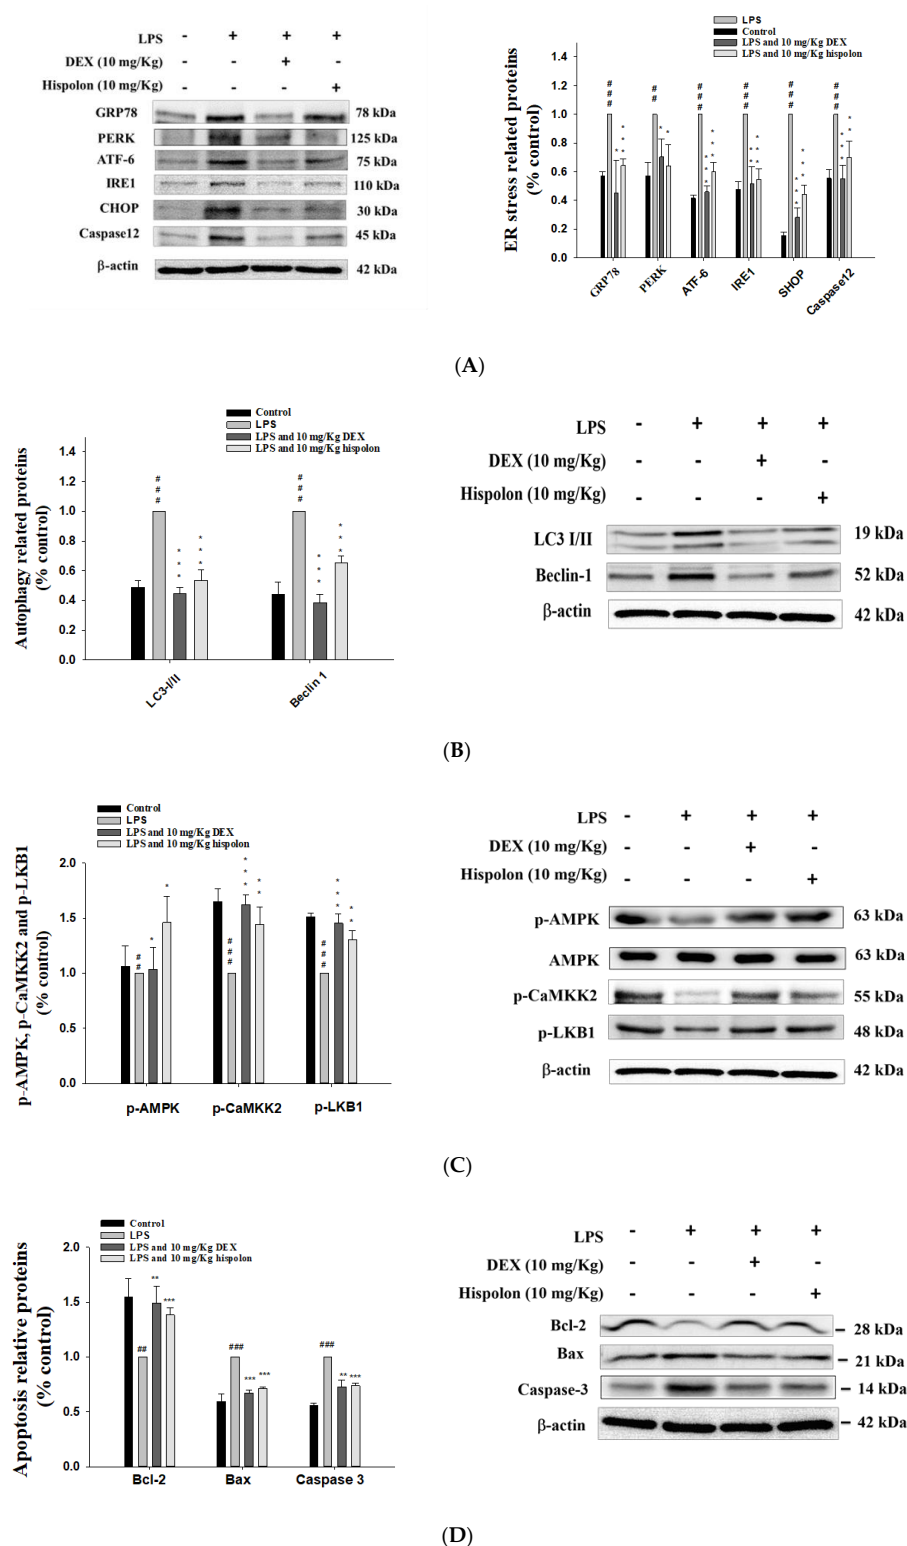 LPS - + + +
DEX (10 mg/Kg) - - + -
Hispolon (10 mg/Kg) - - - +
GRP78 78 kDa
PERK 125 kDa
ATF-6 75 kDa
IRE1 110 kDa
CHOP 30 kDa
Caspase12 45 kDa
β-actin 42 kDa
LPS
Control
LPS and 10 mg/Kg DEX
LPS and 10 mg/Kg hispolon
ER stress related proteins
(% control)
1.4
1.2
1.0
0.8
0.6
0.4
0.2
0.0
# # #
# #
# # #
# # #
# # #
# # #
GRP78
PERK
ATF-6
IRE1
SHOP
Caspase12
(A)
Control
LPS
LPS and 10 mg/Kg DEX
LPS and 10 mg/Kg hispolon
Autophagy related proteins
(% control)
1.4
1.2
1.0
0.8
0.6
0.4
0.2
0.0
# # #
* * *
* * *
# # #
* * *
* * *
LC3-I/II
Beclin 1
LPS - + + +
DEX (10 mg/Kg) - - + -
Hispolon (10 mg/Kg) - - - +
LC3 I/II 19 kDa
Beclin-1 52 kDa
β-actin 42 kDa
(B)
Control
LPS
LPS and 10 mg/Kg DEX
LPS and 10 mg/Kg hispolon
p-AMPK, p-CaMKK2 and p-LKB1
(% control)
2.0
1.5
1.0
0.5
0.0
# #
*
*
# # #
* * *
* *
# # #
* * *
* *
p-AMPK
p-CaMKK2
p-LKB1
LPS - + + +
DEX (10 mg/Kg) - - + -
Hispolon (10 mg/Kg) - - - +
p-AMPK 63 kDa
AMPK 63 kDa
p-CaMKK2 55 kDa
p-LKB1 48 kDa
β-actin 42 kDa
(C)
Control
LPS
LPS and 10 mg/Kg DEX
LPS and 10 mg/Kg hispolon
Apoptosis relative proteins
(% control)
2.0
1.5
1.0
0.5
0.0
##
**
***
###
***
***
###
**
***
Bcl-2
Bax
Caspase 3
LPS - + + +
DEX (10 mg/Kg) - - + -
Hispolon (10 mg/Kg) - - - +
Bcl-2 28 kDa
Bax 21 kDa
Caspase-3 14 kDa
β-actin 42 kDa
(D)